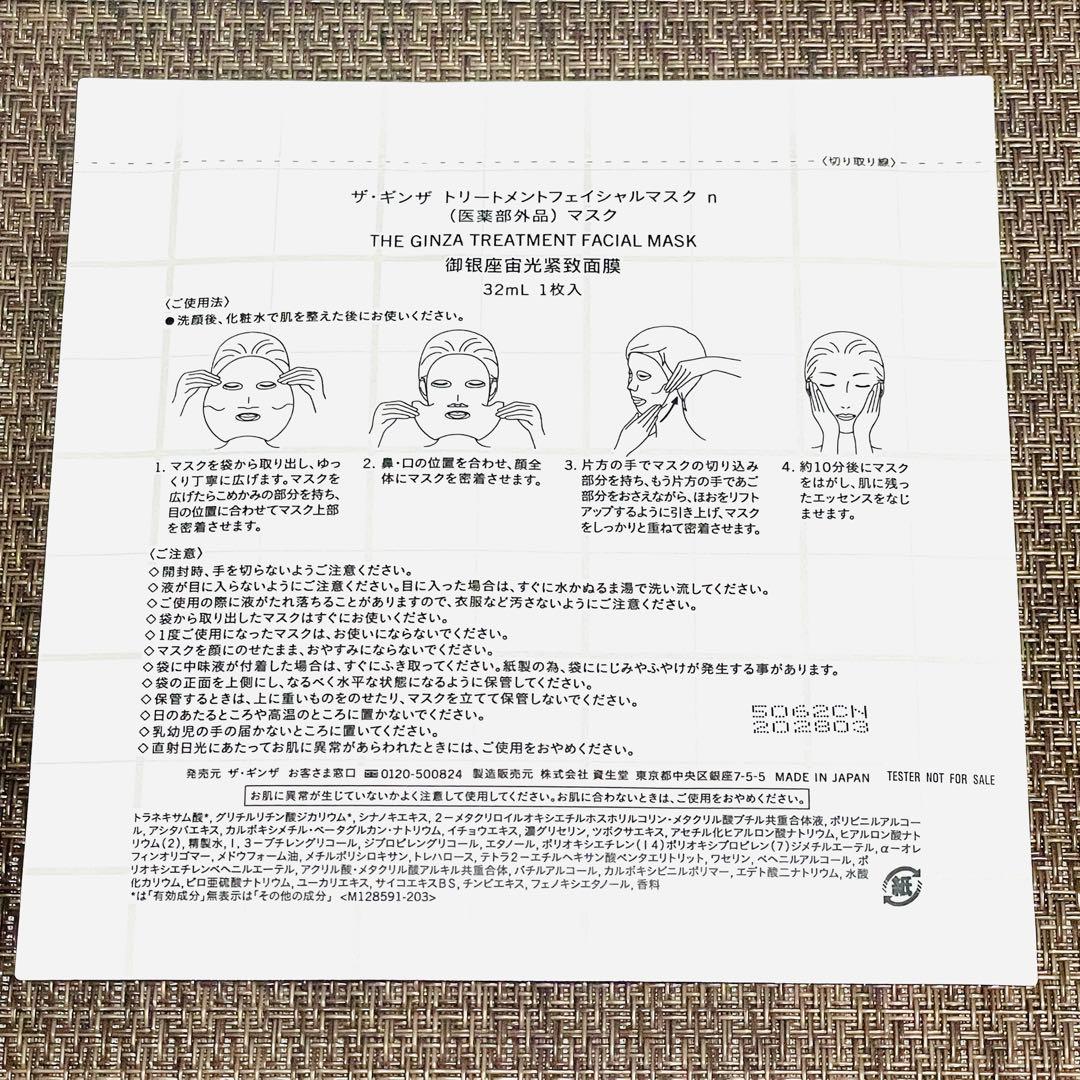 〈切り取り線〉
ザ・ギンザ トリートメントフェイシャルマスク n
（医薬部外品）マスク
THE GINZA TREATMENT FACIAL MASK
御银座宙光紧致面膜
32mL 1枚入
〈ご使用法〉
●洗顔後、化粧水で肌を整えた後にお使いください。
1. マスクを袋から取り出し、ゆっ
くり丁寧に広げます。マスクを
広げたらこめかみの部分を持ち、
目の位置に合わせてマスク上部
を密着させます。
2. 鼻・口の位置を合わせ、顔全
体にマスクを密着させます。
3. 片方の手でマスクの切り込み
部分を持ち、もう片方の手であご
部分をおさえながら、ほおをリフト
アップするように引き上げ、マスク
をしっかりと重ねて密着させます。
4. 約10分後にマスク
をはがし、肌に残っ
たエッセンスをなじ
ませます。
〈ご注意〉
◇開封時、手を切らないようご注意ください。
◇液が目に入らないようにご注意ください。目に入った場合は、すぐに水かぬるま湯で洗い流してください。
◇ご使用の際に液がたれ落ちることがありますので、衣服など汚さないようにご注意ください。
◇袋から取り出したマスクはすぐにお使いください。
◇1度ご使用になったマスクは、お使いにならないでください。
◇マスクを顔にのせたまま、おやすみにならないでください。
◇袋に中味液が付着した場合は、すぐにふき取ってください。紙製の為、袋ににじみやふやけが発生する事があります。
◇袋の正面を上側にし、なるべく水平な状態になるように保管してください。
◇保管するときは、上に重いものをのせたり、マスクを立てて保管しないでください。
◇日のあたるところや高温のところに置かないでください。
◇乳幼児の手の届かないところに置いてください。
◇直射日光にあたってお肌に異常があらわれたときには、ご使用をおやめください。
5062CN
202803
発売元 ザ・ギンザ お客さま窓口 0120-500824 製造販売元 株式会社 資生堂 東京都中央区銀座7-5-5 MADE IN JAPAN TESTER NOT FOR SALE
お肌に異常が生じていないかよく注意して使用してください。お肌に合わないときは、ご使用をおやめください。
トラネキサム酸*, グリチルリチン酸ジカリウム*, シナノキエキス, 2－メタクリロイルオキシエチルホスホリルコリン・メタクリル酸ブチル共重合体液, ポリビニルアルコー
ル, アシタバエキス, カルボキシメチル・ベータグルカン・ナトリウム, イチョウエキス, 濃グリセリン, ツボクサエキス, アセチル化ヒアルロン酸ナトリウム, ヒアルロン酸ナト
リウム(2), 精製水, 1, 3－ブチレングリコール, ジプロピレングリコール, エタノール, ポリオキシエチレン(14)ポリオキシプロピレン(7)ジメチルエーテル, α－オレ
フィンオリゴマー, メドウフォーム油, メチルポリシロキサン, トレハロース, テトラ2－エチルヘキサン酸ペンタエリトリット, ワセリン, ベヘニルアルコール, ポ
リオキシエチレンベヘニルエーテル, アクリル酸・メタクリル酸アルキル共重合体, バチルアルコール, カルボキシビニルポリマー, エデト酸二ナトリウム, 水酸
化カリウム, ピロ亜硫酸ナトリウム, ユーカリエキス, サイコエキスBS, チンピエキス, フェノキシエタノール, 香料
*は「有効成分」無表示は「その他の成分」 <M128591-203>
紙